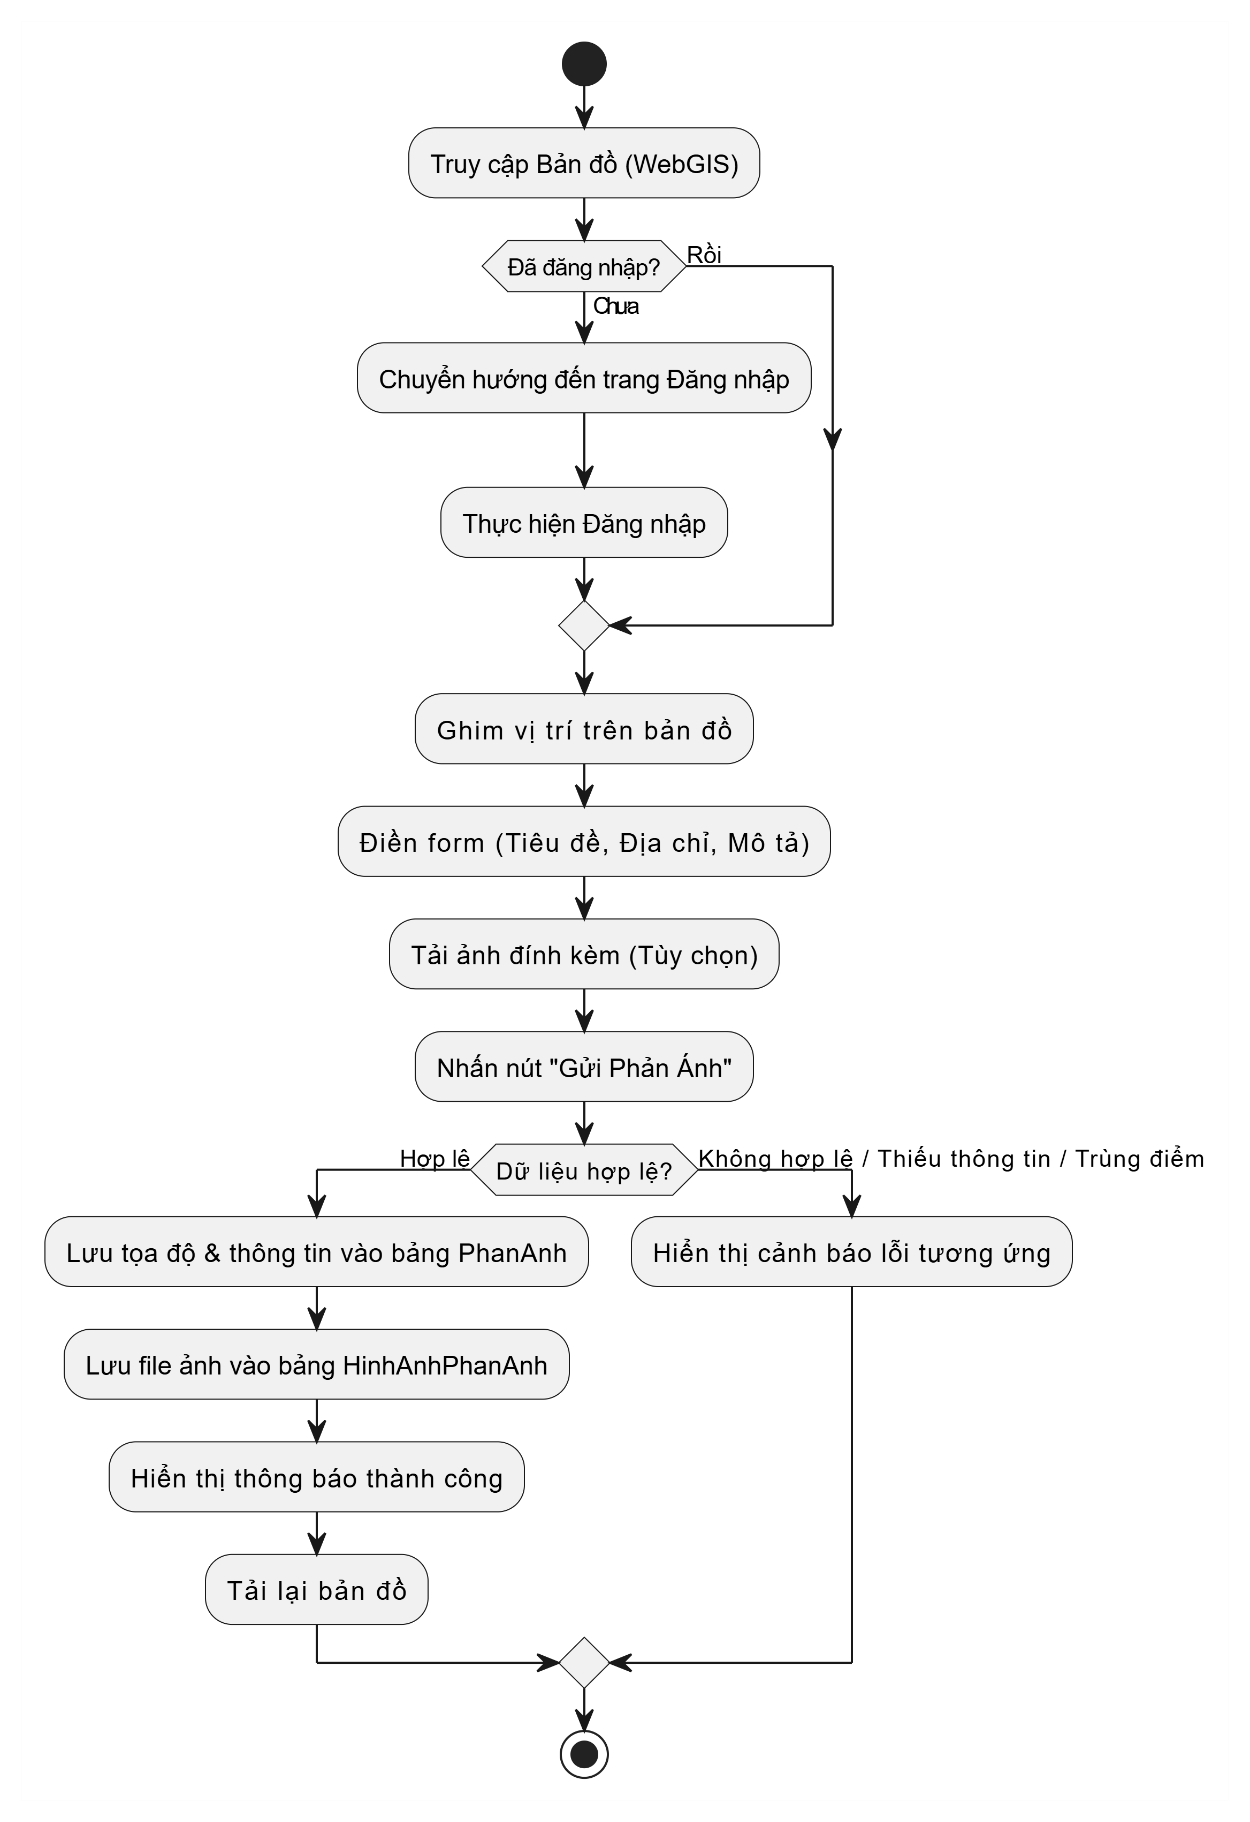 Truy cập Bản đồ (WebGIS)
Đã đăng nhập?
Rồi
Chưa
Chuyển hướng đến trang Đăng nhập
Thực hiện Đăng nhập
Ghim vị trí trên bản đồ
Điền form (Tiêu đề, Địa chỉ, Mô tả)
Tải ảnh đính kèm (Tùy chọn)
Nhấn nút "Gửi Phản Ánh"
Hợp lệ
Dữ liệu hợp lệ?
Không hợp lệ / Thiếu thông tin / Trùng điểm
Lưu tọa độ & thông tin vào bảng PhanAnh
Hiển thị cảnh báo lỗi tương ứng
Lưu file ảnh vào bảng HinhAnhPhanAnh
Hiển thị thông báo thành công
Tải lại bản đồ